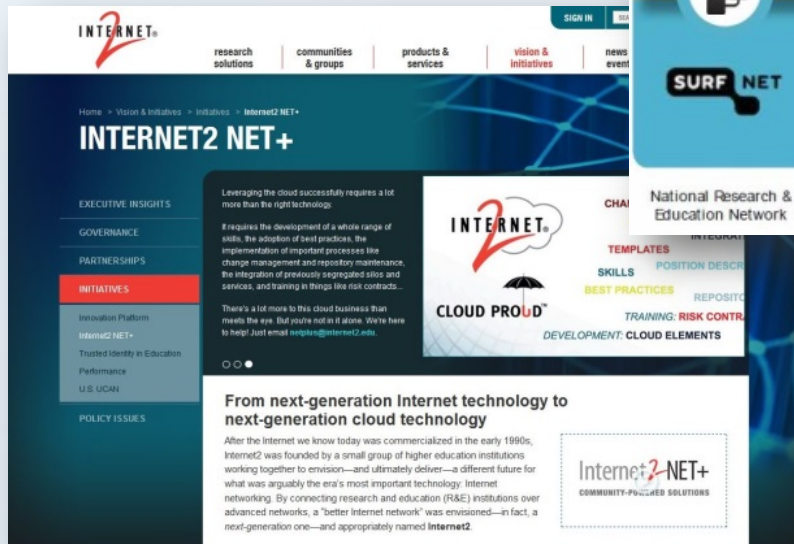 INTERNET2®
SIGN IN
research solutions
communities & groups
products & services
vision & initiatives
news
event
SURF NET
National Research &
Education Network
Home > Vision & Initiatives > Initiatives > Internet2 NET+
INTERNET2 NET+
EXECUTIVE INSIGHTS
GOVERNANCE
PARTNERSHIPS
INITIATIVES
Innovation Platform
Internet2 NET+
Trusted Identity in Education
Performance
U.S. UCAN
POLICY ISSUES
Leveraging the cloud successfully requires a lot
more than the right technology.
It requires the development of a whole range of
skills, the adoption of best practices, the
implementation of important processes like
change management and repository maintenance,
the integration of previously segregated silos and
services, and training in things like risk contracts...
There's a lot more to this cloud business than
meets the eye. But you're not in it alone. We're here
to help! Just email netplus@internet2.edu.
INTERNET2®
CLOUD PROUD™
CHA
INTEGRAT
TEMPLATES
SKILLS
POSITION DESCR
BEST PRACTICES
REPOSITO
TRAINING: RISK CONTRA
DEVELOPMENT: CLOUD ELEMENTS
From next-generation Internet technology to
next-generation cloud technology
After the Internet we know today was commercialized in the early 1990s,
Internet2 was founded by a small group of higher education institutions
working together to envision—and ultimately deliver—a different future for
what was arguably the era's most important technology: Internet
networking. By connecting research and education (R&E) institutions over
advanced networks, a "better Internet network" was envisioned—in fact, a
next-generation one—and appropriately named Internet2.
Internet2 NET+
COMMUNITY-POWERED SOLUTIONS